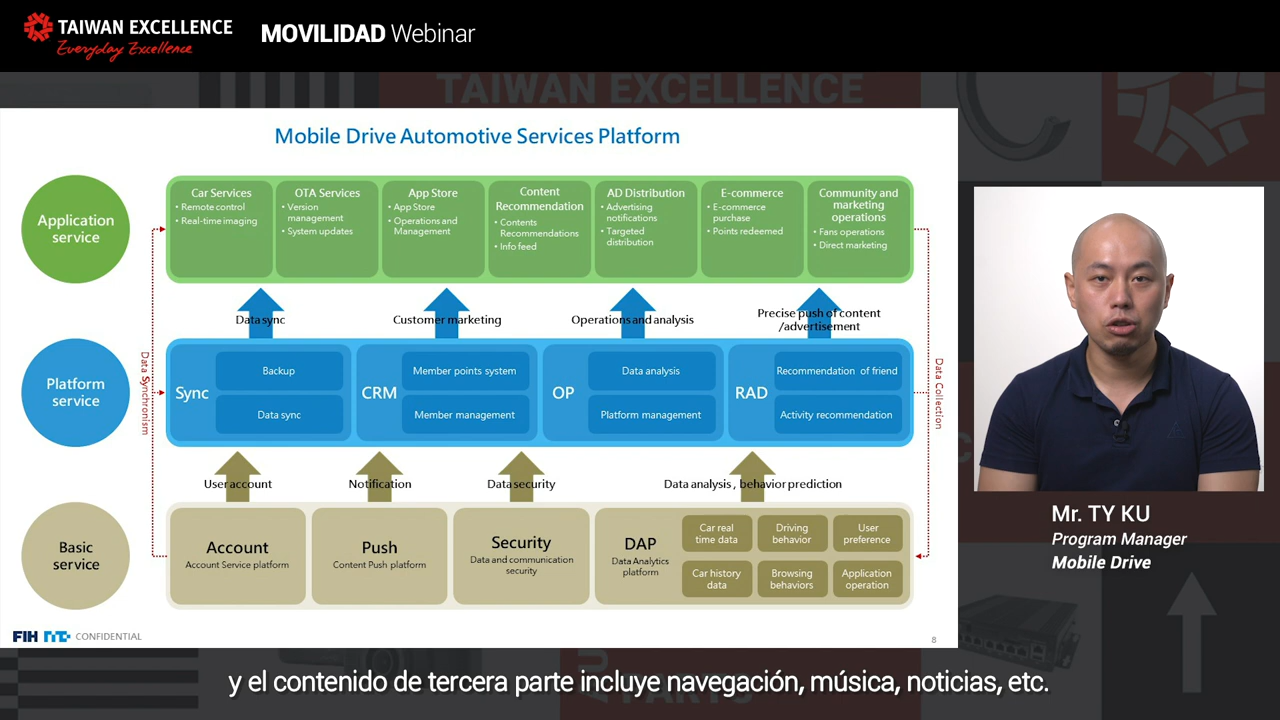 TAIWAN EXCELLENCE
Everyday Excellence
MOVILIDAD Webinar
TAIWAN EXCELLENCE
Mobile Drive Automotive Services Platform
Application
service
Car Services
• Remote control
• Real-time imaging
OTA Services
• Version
management
• System updates
App Store
• App Store
• Operations and
Management
Content
Recommendation
• Contents
Recommendations
• Info feed
AD Distribution
• Advertising
notifications
• Targeted
distribution
E-commerce
• E-commerce
purchase
• Points redeemed
Community and
marketing
operations
• Fans operations
• Direct marketing
Data sync
Customer marketing
Operations and analysis
Precise push of content
/advertisement
Data Synchronism
Data Collection
Platform
service
Sync
Backup
Data sync
CRM
Member points system
Member management
OP
Data analysis
Platform management
RAD
Recommendation of friend
Activity recommendation
User account
Notification
Data security
Data analysis , behavior prediction
Basic
service
Account
Account Service platform
Push
Content Push platform
Security
Data and communication
security
DAP
Data Analytics
platform
Car real
time data
Driving
behavior
User
preference
Car history
data
Browsing
behaviors
Application
operation
FIH
CONFIDENTIAL
8
Mr. TY KU
Program Manager
Mobile Drive
y el contenido de tercera parte incluye navegación, música, noticias, etc.